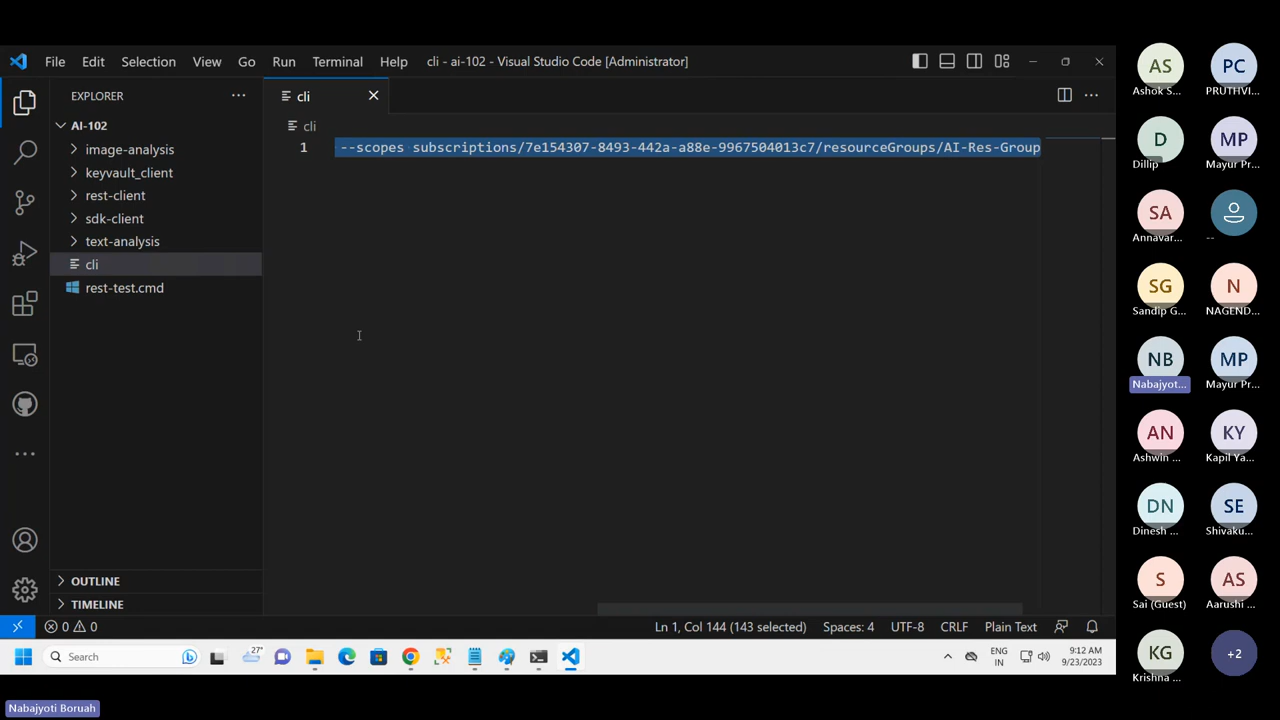 File Edit Selection View Go Run Terminal Help cli - ai-102 - Visual Studio Code [Administrator]
EXPLORER
cli
AI-102
cli
image-analysis
1 --scopes subscriptions/7e154307-8493-442a-a88e-9967504013c7/resourceGroups/AI-Res-Group
keyvault_client
rest-client
sdk-client
text-analysis
cli
rest-test.cmd
OUTLINE
TIMELINE
0 0 Ln 1, Col 144 (143 selected) Spaces: 4 UTF-8 CRLF Plain Text
Search
27°
ENG
IN
9:12 AM
9/23/2023
AS PC
Ashok S... PRUTHVI...
D MP
Dillip Mayur Pr...
SA
Annavar... --
SG N
Sandip G... NAGEND...
NB MP
Nabajyot... Mayur Pr...
AN KY
Ashwin ... Kapil Ya...
DN SE
Dinesh ... Shivaku...
S AS
Sai (Guest) Aarushi ...
KG +2
Krishna ...
Nabajyoti Boruah